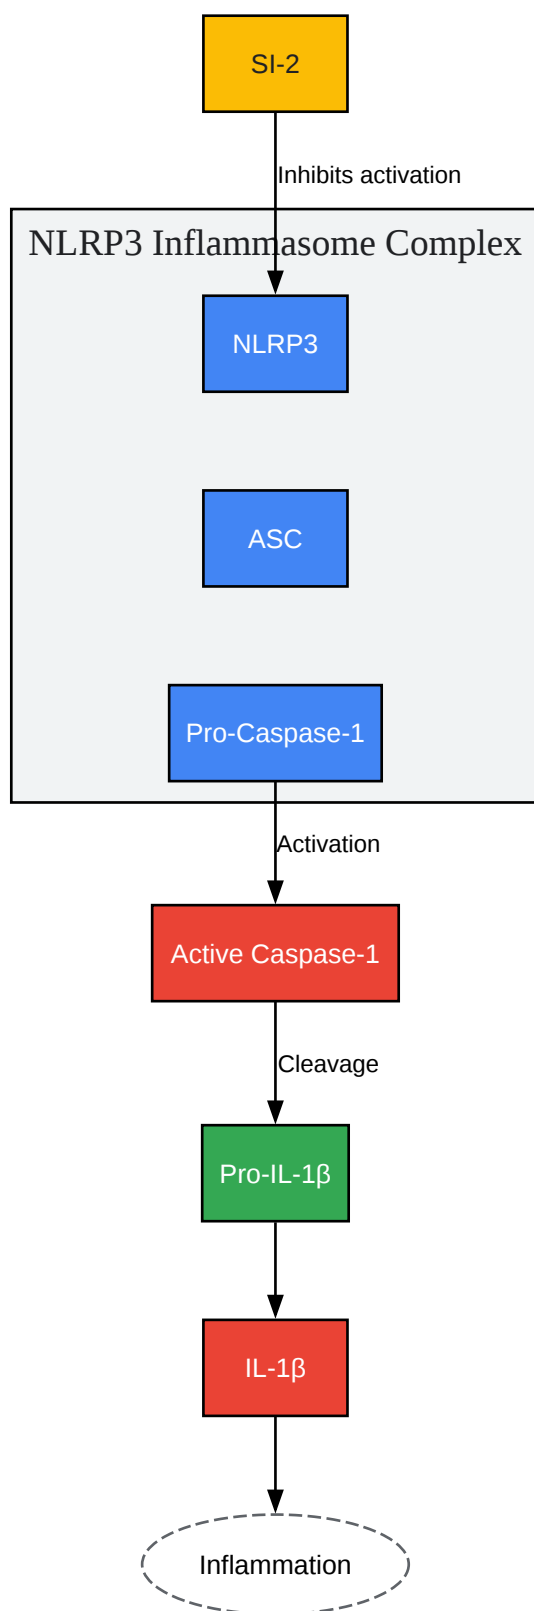 SI-2
Inhibits activation
NLRP3 Inflammasome Complex
NLRP3
ASC
Pro-Caspase-1
Activation
Active Caspase-1
Cleavage
Pro-IL-1β
IL-1β
Inflammation